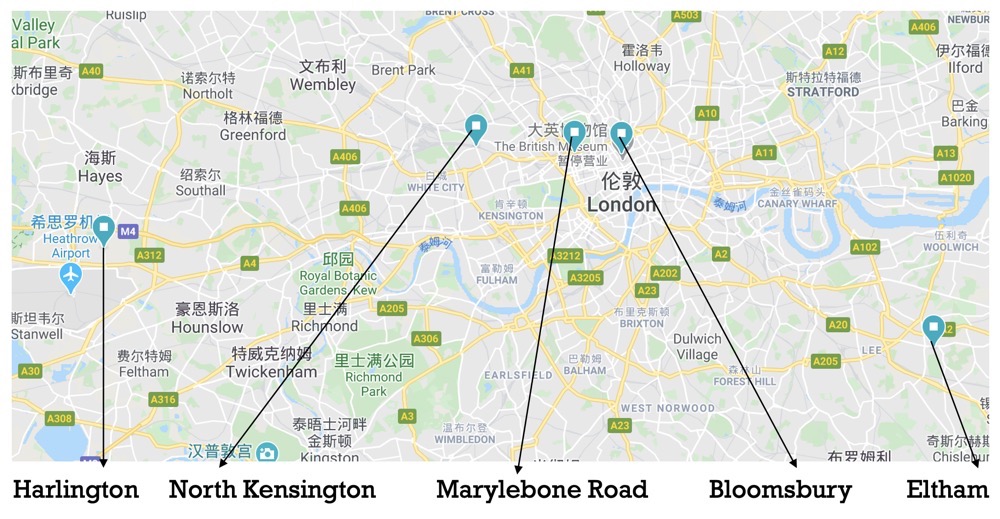 Valley
al Park
Ruislip
BRENT CROSS
A503
A406
NEWBUR
斯布里奇
xbridge
A40
诺索尔特
Northolt
文布利
Wembley
Brent Park
A41
霍洛韦
Holloway
A12
斯特拉特福德
STRATFORD
伊尔福德
Ilford
格林福德
Greenford
大英博物馆
The British Museum
暂停营业
A10
巴金
Barking
海斯
Hayes
A406
绍索尔
Southall
白城
WHITE CITY
A11
A13
A1020
伦敦
London
肯辛顿
KENSINGTON
泰姆河
金丝雀码头
CANARY WHARF
希思罗机
Heathrow
Airport
M4
A406
A312
A4
泰姆河
邱园
Royal Botanic
Gardens, Kew
富勒姆
FULHAM
A3212
A3205
A202
A2
A23
A102
伍利奇
WOOLWICH
斯坦韦尔
Stanwell
豪恩斯洛
Hounslow
里士满
Richmond
A205
A306
布里克斯顿
BRIXTON
Dulwich
Village
A20
LEE
A30
费尔特姆
Feltham
特威克纳姆
Twickenham
里士满公园
Richmond
Park
EARLSFIELD
巴勒姆
BALHAM
森林山
FOREST HILL
A205
A316
A308
A3
WEST NORWOOD
A23
泰晤士河畔
金斯顿
Kingston
温布尔登
WIMBLEDON
汉普敦宫
布罗姆利
奇斯尔赫斯
Chislehur
Harlington
North Kensington
Marylebone Road
Bloomsbury
Eltham